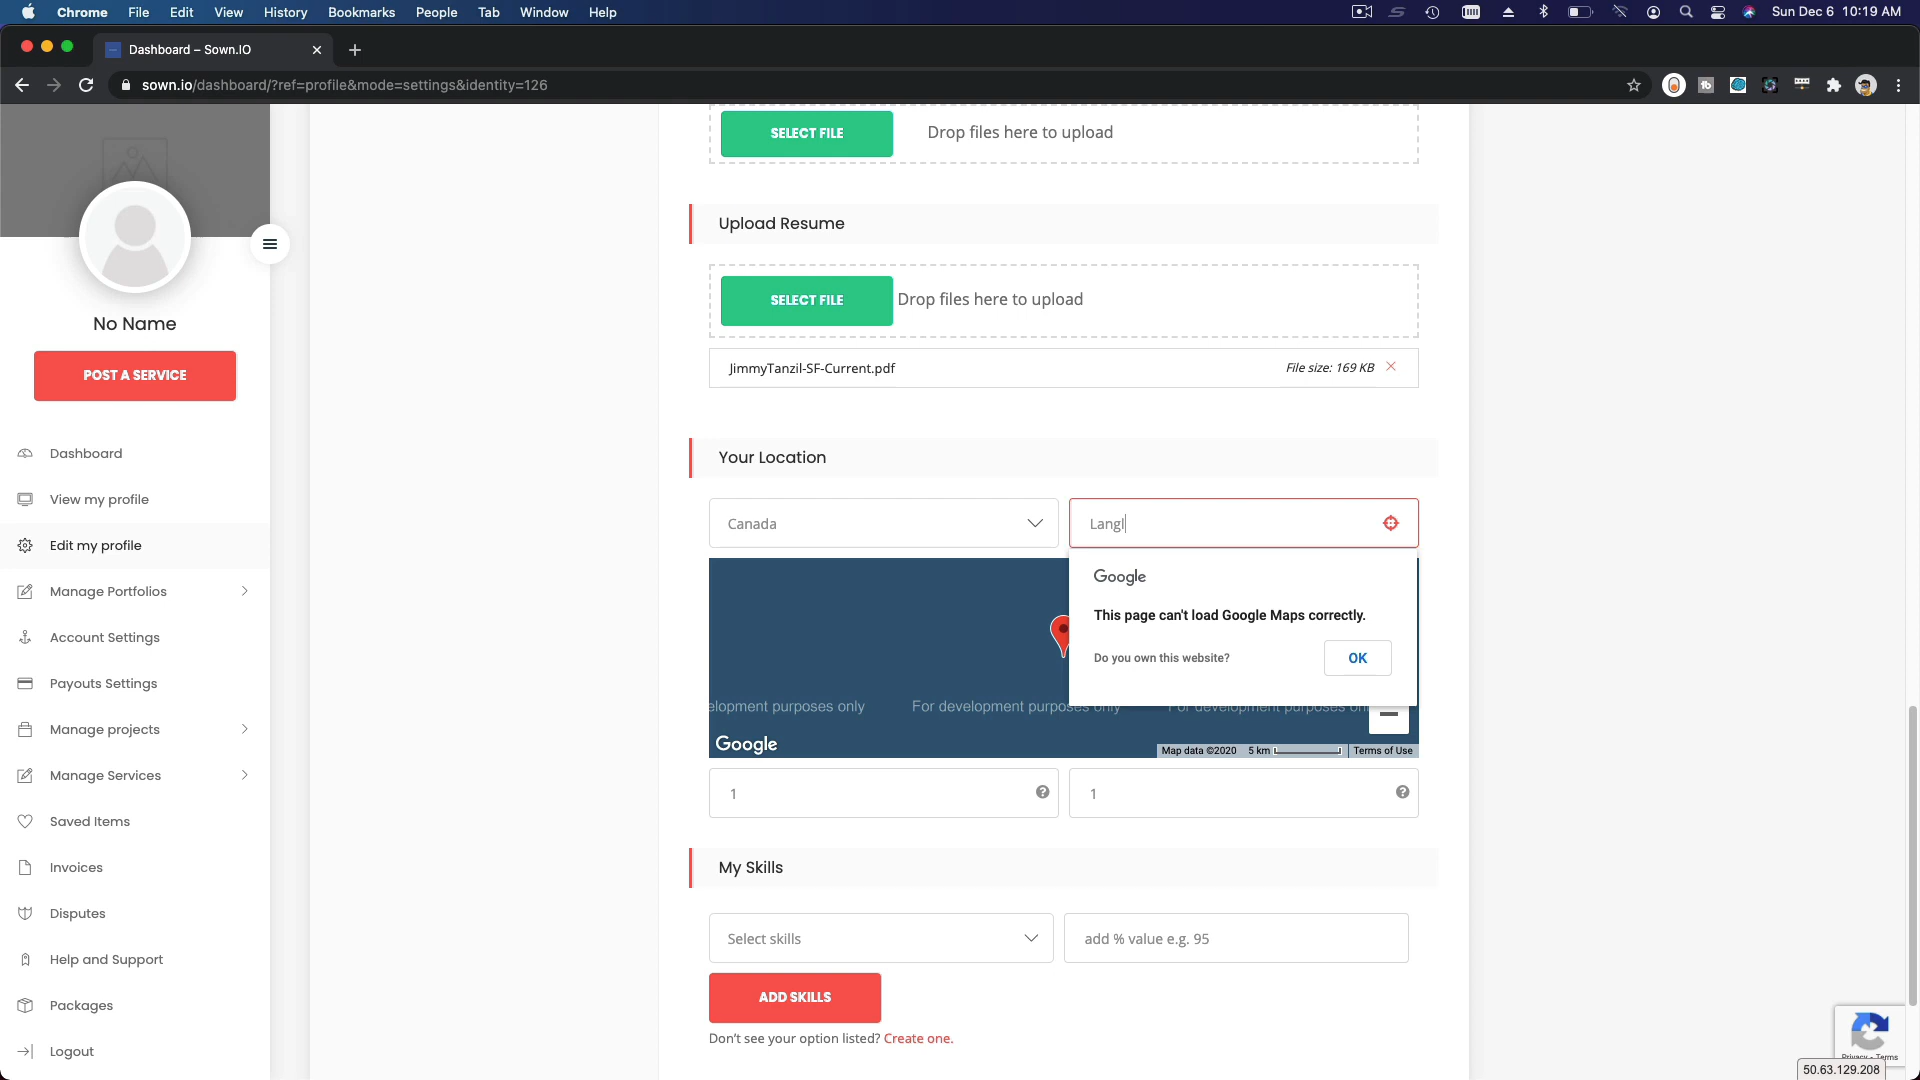 Chrome File Edit View History Bookmarks People Tab Window Help Sun Dec 6 10:19 AM
Dashboard – Sown.IO
sown.io/dashboard/?ref=profile&mode=settings&identity=126
SELECT FILE Drop files here to upload
Upload Resume
SELECT FILE Drop files here to upload
JimmyTanzil-SF-Current.pdf File size: 169 KB
No Name
POST A SERVICE
Dashboard
View my profile
Edit my profile
Manage Portfolios
Account Settings
Payouts Settings
Manage projects
Manage Services
Saved Items
Invoices
Disputes
Help and Support
Packages
Logout
Your Location
Canada Langl
Google
This page can't load Google Maps correctly.
Do you own this website? OK
elopment purposes only For development purposes only For development purposes onl
Google Map data ©2020 5 km Terms of Use
1 1
My Skills
Select skills add % value e.g. 95
ADD SKILLS
Don't see your option listed? Create one.
Privacy - Terms
50.63.129.208